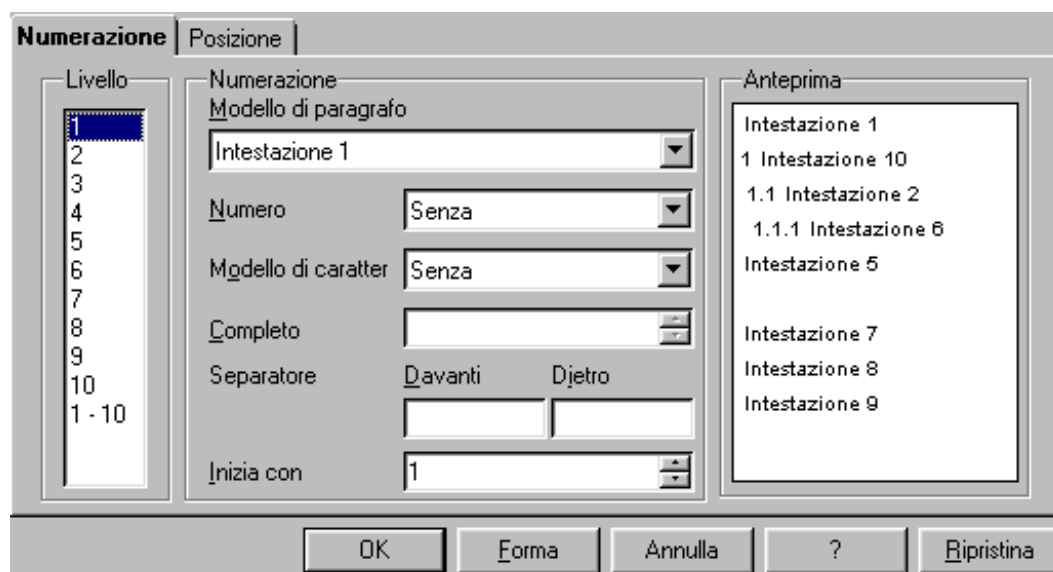 Numerazione Posizione
Livello
1
2
3
4
5
6
7
8
9
10
1 - 10
Numerazione
Modello di paragrafo
Intestazione 1
Numero Senza
Modello di caratter Senza
Completo
Separatore Davanti Dietro
Inizia con 1
Anteprima
Intestazione 1
1 Intestazione 10
1.1 Intestazione 2
1.1.1 Intestazione 6
Intestazione 5
Intestazione 7
Intestazione 8
Intestazione 9
OK Forma Annulla ? Ripristina